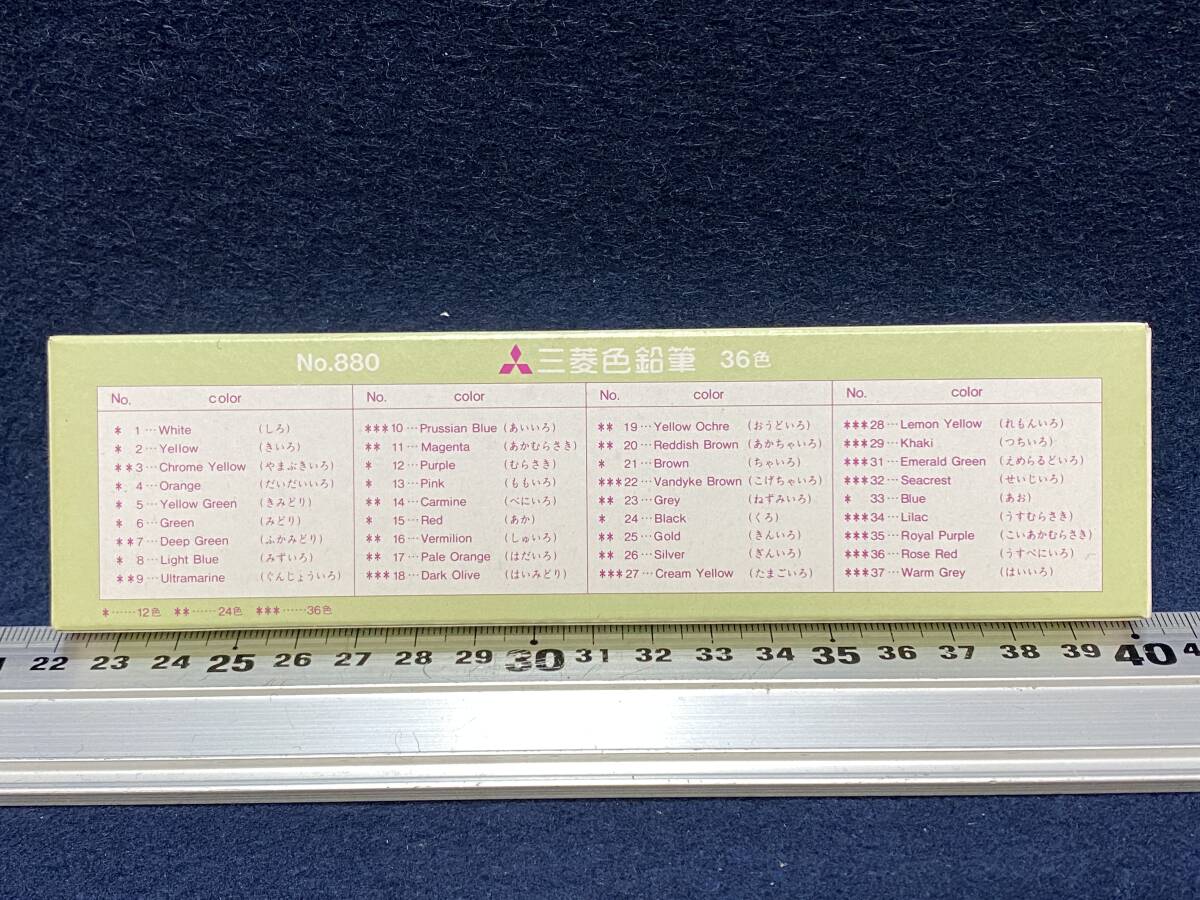 No.880 三菱色鉛筆 36色
No. color
* 1…White (しろ)
* 2…Yellow (きいろ)
**3…Chrome Yellow (やまぶきいろ)
* 4…Orange (だいだいいろ)
* 5…Yellow Green (きみどり)
* 6…Green (みどり)
**7…Deep Green (ふかみどり)
* 8…Light Blue (みずいろ)
**9…Ultramarine (ぐんじょういろ)
No. color
***10…Prussian Blue (あいいろ)
** 11…Magenta (あかむらさき)
* 12…Purple (むらさき)
* 13…Pink (ももいろ)
** 14…Carmine (べにいろ)
* 15…Red (あか)
** 16…Vermilion (しゅいろ)
** 17…Pale Orange (はだいろ)
***18…Dark Olive (はいみどり)
No. color
** 19…Yellow Ochre (おうどいろ)
** 20…Reddish Brown (あかちゃいろ)
* 21…Brown (ちゃいろ)
***22…Vandyke Brown (こげちゃいろ)
** 23…Grey (ねずみいろ)
* 24…Black (くろ)
** 25…Gold (きんいろ)
** 26…Silver (ぎんいろ)
***27…Cream Yellow (たまごいろ)
No. color
***28…Lemon Yellow (れもんいろ)
***29…Khaki (つちいろ)
***31…Emerald Green (えめらるどいろ)
***32…Seacrest (せいじいろ)
* 33…Blue (あお)
***34…Lilac (うすむらさき)
***35…Royal Purple (こいあかむらさき)
***36…Rose Red (うすべにいろ)
***37…Warm Grey (はいいろ)
*……12色 **……24色 ***……36色
22 23 24 25 26 27 28 29 30 31 32 33 34 35 36 37 38 39 40